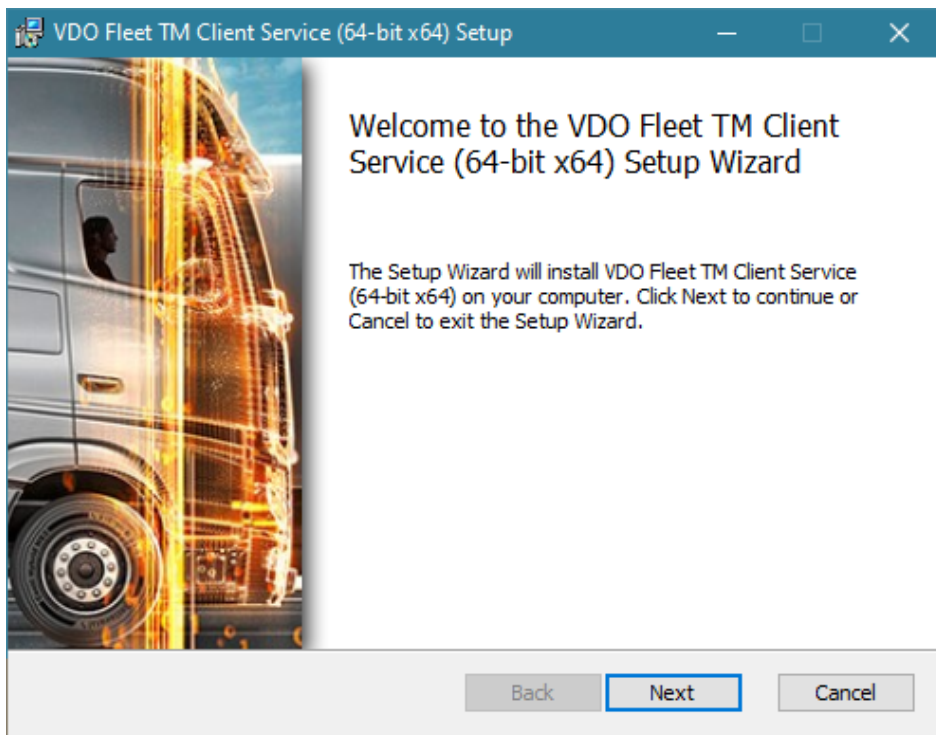 VDO Fleet TM Client Service (64-bit x64) Setup
Welcome to the VDO Fleet TM Client
Service (64-bit x64) Setup Wizard
The Setup Wizard will install VDO Fleet TM Client Service
(64-bit x64) on your computer. Click Next to continue or
Cancel to exit the Setup Wizard.
Back
Next
Cancel